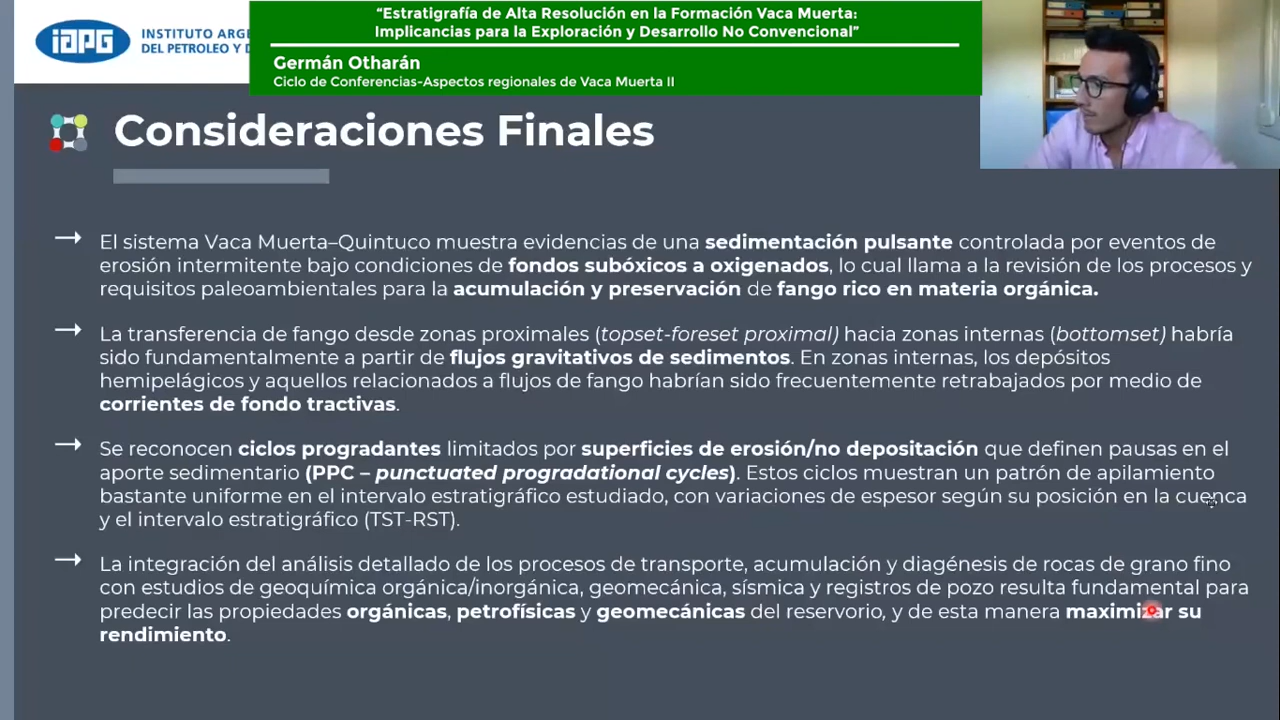 iapg
INSTITUTO ARGE
DEL PETROLEO Y D
“Estratigrafía de Alta Resolución en la Formación Vaca Muerta:
Implicancias para la Exploración y Desarrollo No Convencional”
Germán Otharán
Ciclo de Conferencias-Aspectos regionales de Vaca Muerta II
Consideraciones Finales
→ El sistema Vaca Muerta–Quintuco muestra evidencias de una sedimentación pulsante controlada por eventos de
erosión intermitente bajo condiciones de fondos subóxicos a oxigenados, lo cual llama a la revisión de los procesos y
requisitos paleoambientales para la acumulación y preservación de fango rico en materia orgánica.
→ La transferencia de fango desde zonas proximales (topset-foreset proximal) hacia zonas internas (bottomset) habría
sido fundamentalmente a partir de flujos gravitativos de sedimentos. En zonas internas, los depósitos
hemipelágicos y aquellos relacionados a flujos de fango habrían sido frecuentemente retrabajados por medio de
corrientes de fondo tractivas.
→ Se reconocen ciclos progradantes limitados por superficies de erosión/no depositación que definen pausas en el
aporte sedimentario (PPC – punctuated progradational cycles). Estos ciclos muestran un patrón de apilamiento
bastante uniforme en el intervalo estratigráfico estudiado, con variaciones de espesor según su posición en la cuenca
y el intervalo estratigráfico (TST-RST).
→ La integración del análisis detallado de los procesos de transporte, acumulación y diagénesis de rocas de grano fino
con estudios de geoquímica orgánica/inorgánica, geomecánica, sísmica y registros de pozo resulta fundamental para
predecir las propiedades orgánicas, petrofísicas y geomecánicas del reservorio, y de esta manera maximizar su
rendimiento.